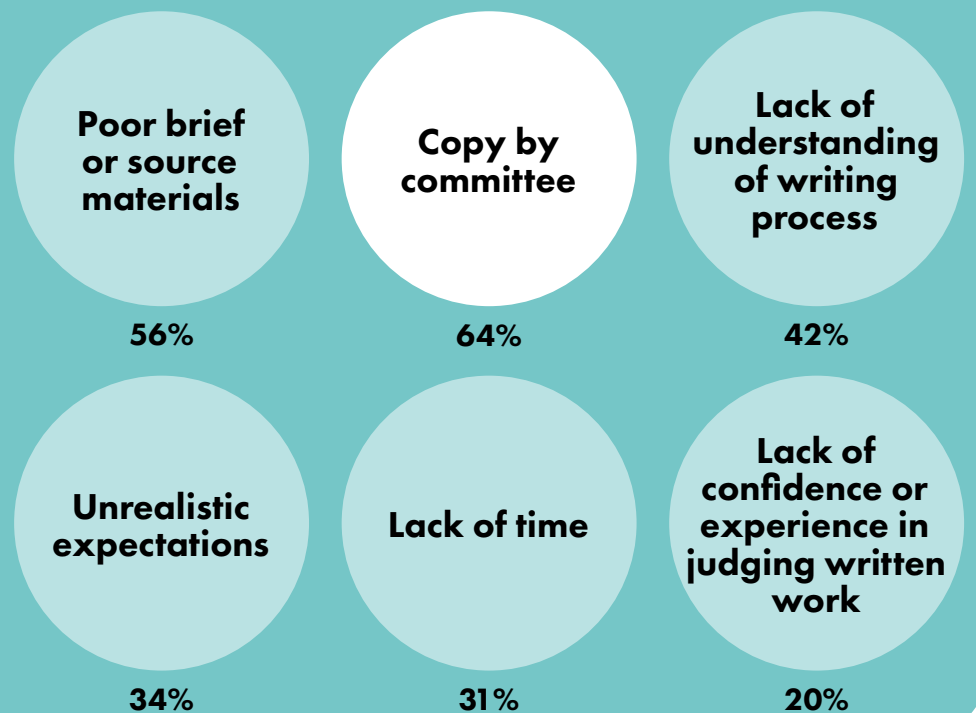 Poor brief
or source
materials
56%
Copy by
committee
64%
Lack of
understanding
of writing
process
42%
Unrealistic
expectations
34%
Lack of time
31%
Lack of
confidence or
experience in
judging written
work
20%